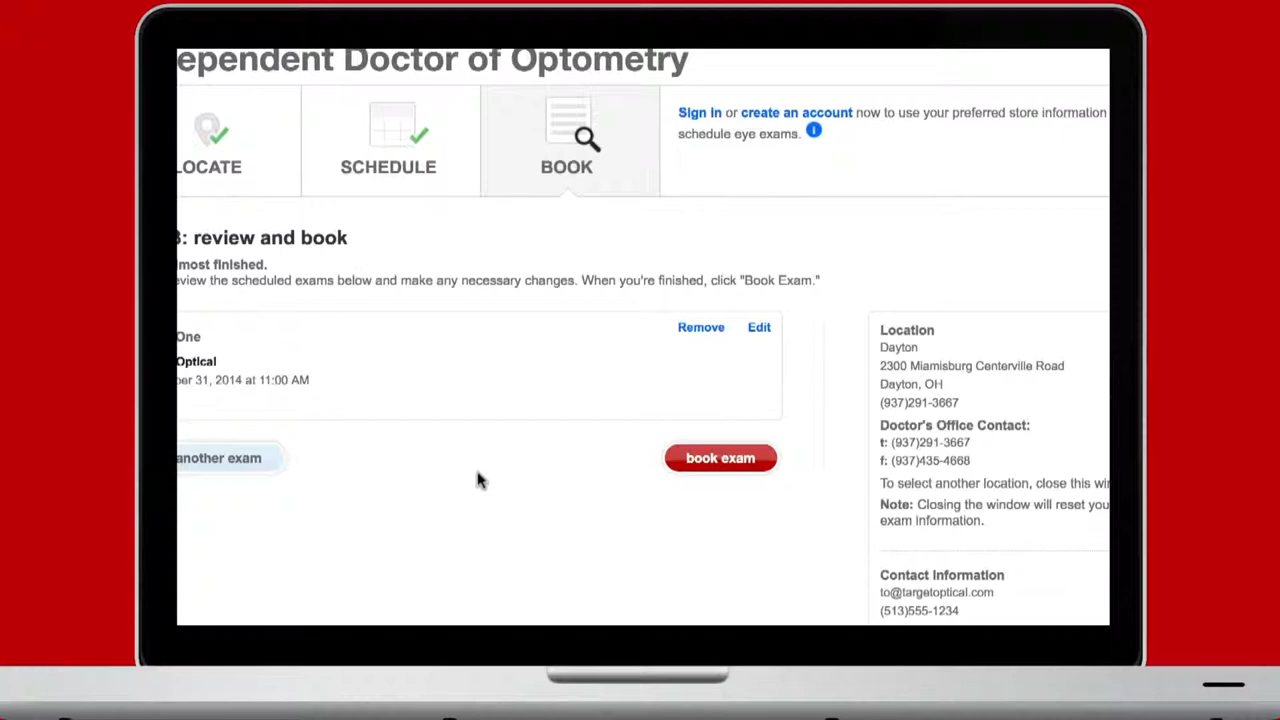 ependent Doctor of Optometry
LOCATE
SCHEDULE
BOOK
Sign in or create an account now to use your preferred store information
schedule eye exams. i
3: review and book
lmost finished.
eview the scheduled exams below and make any necessary changes. When you're finished, click "Book Exam."
One
Remove Edit
Optical
ber 31, 2014 at 11:00 AM
another exam
book exam
Location
Dayton
2300 Miamisburg Centerville Road
Dayton, OH
(937)291-3667
Doctor's Office Contact:
t: (937)291-3667
f: (937)435-4668
To select another location, close this wi
Note: Closing the window will reset you
exam information.
Contact Information
to@targetoptical.com
(513)555-1234